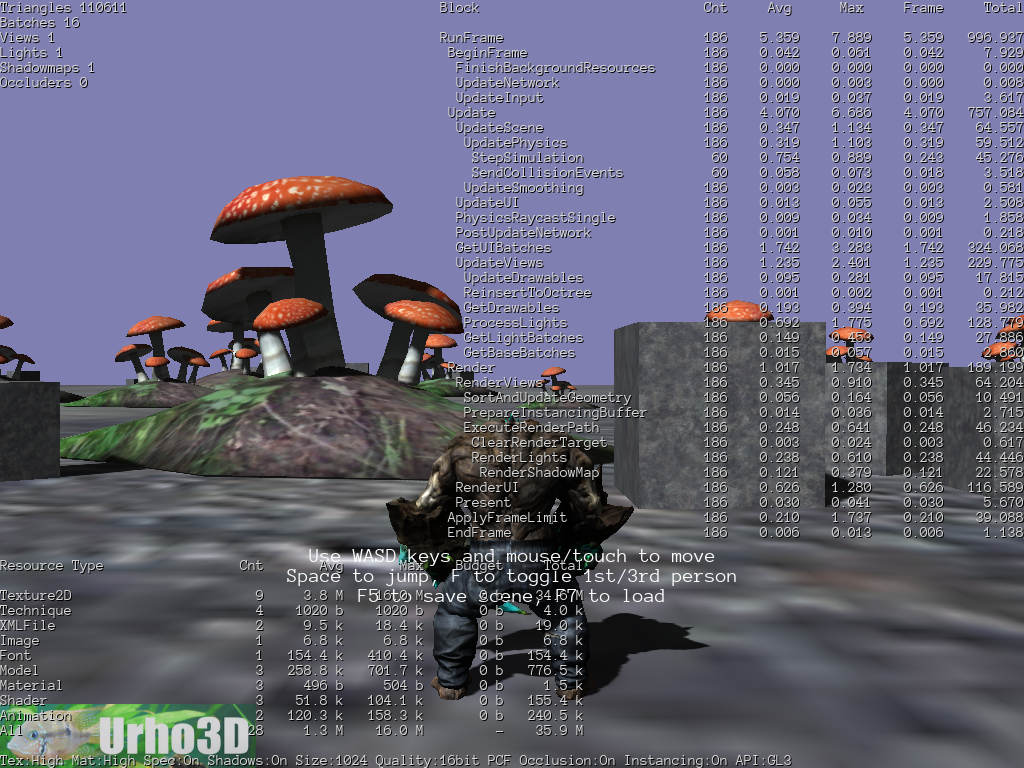 Triangles 110611
Batches 16
Views 1
Lights 1
Shadowmaps 1
Occluders 0
Block Cnt Avg Max Frame Total
RunFrame 186 5.359 7.889 5.359 996.937
BeginFrame 186 0.042 0.061 0.042 7.929
FinishBackgroundResources 186 0.000 0.000 0.000 0.000
UpdateNetwork 186 0.000 0.003 0.000 0.008
UpdateInput 186 0.019 0.037 0.019 3.617
Update 186 4.070 6.686 4.070 757.084
UpdateScene 186 0.347 1.134 0.347 64.557
UpdatePhysics 186 0.319 1.103 0.319 59.512
StepSimulation 60 0.754 0.889 0.243 45.276
SendCollisionEvents 60 0.058 0.073 0.018 3.518
UpdateSmoothing 186 0.003 0.023 0.003 0.581
UpdateUI 186 0.013 0.055 0.013 2.508
PhysicsRaycastSingle 186 0.009 0.034 0.009 1.858
PostUpdateNetwork 186 0.001 0.010 0.001 0.218
GetUIBatches 186 1.742 3.283 1.742 324.068
UpdateViews 186 1.235 2.401 1.235 229.775
UpdateDrawables 186 0.095 0.281 0.095 17.815
ReinsertToOctree 186 0.001 0.002 0.001 0.212
GetDrawables 186 0.193 0.394 0.193 35.982
ProcessLights 186 0.692 1.775 0.692 128.779
GetLightBatches 186 0.149 0.453 0.149 27.886
GetBaseBatches 186 0.015 0.057 0.015 2.860
Render 186 1.017 1.734 1.017 189.199
RenderViews 186 0.345 0.910 0.345 64.204
SortAndUpdateGeometry 186 0.056 0.164 0.056 10.491
PrepareInstancingBuffer 186 0.014 0.036 0.014 2.715
ExecuteRenderPath 186 0.248 0.641 0.248 46.234
ClearRenderTarget 186 0.003 0.024 0.003 0.617
RenderLights 186 0.238 0.610 0.238 44.446
RenderShadowMap 186 0.121 0.379 0.121 22.578
RenderUI 186 0.626 1.280 0.626 116.589
Present 186 0.030 0.041 0.030 5.670
ApplyFrameLimit 186 0.210 1.737 0.210 39.088
EndFrame 186 0.006 0.013 0.006 1.138
Use WASD keys and mouse/touch to move
Space to jump, F to toggle 1st/3rd person
F5 to save scene, F7 to load
Resource Type Cnt Avg Max Budget Total
Texture2D 9 3.8 M 16.0 M 0 b 34.6 M
Technique 4 1020 b 1020 b 0 b 4.0 k
XMLFile 2 9.5 k 18.4 k 0 b 19.0 k
Image 1 6.8 k 6.8 k 0 b 6.8 k
Font 1 154.4 k 410.4 k 0 b 154.4 k
Model 3 258.8 k 701.7 k 0 b 776.5 k
Material 3 496 b 504 b 0 b 1.5 k
Shader 3 51.8 k 104.1 k 0 b 155.4 k
Animation 2 120.3 k 158.3 k 0 b 240.5 k
All 28 1.3 M 16.0 M - 35.9 M
Urho3D
Tex:High Mat:High Spec:On Shadows:On Size:1024 Quality:16bit PCF Occlusion:On Instancing:On API:GL3